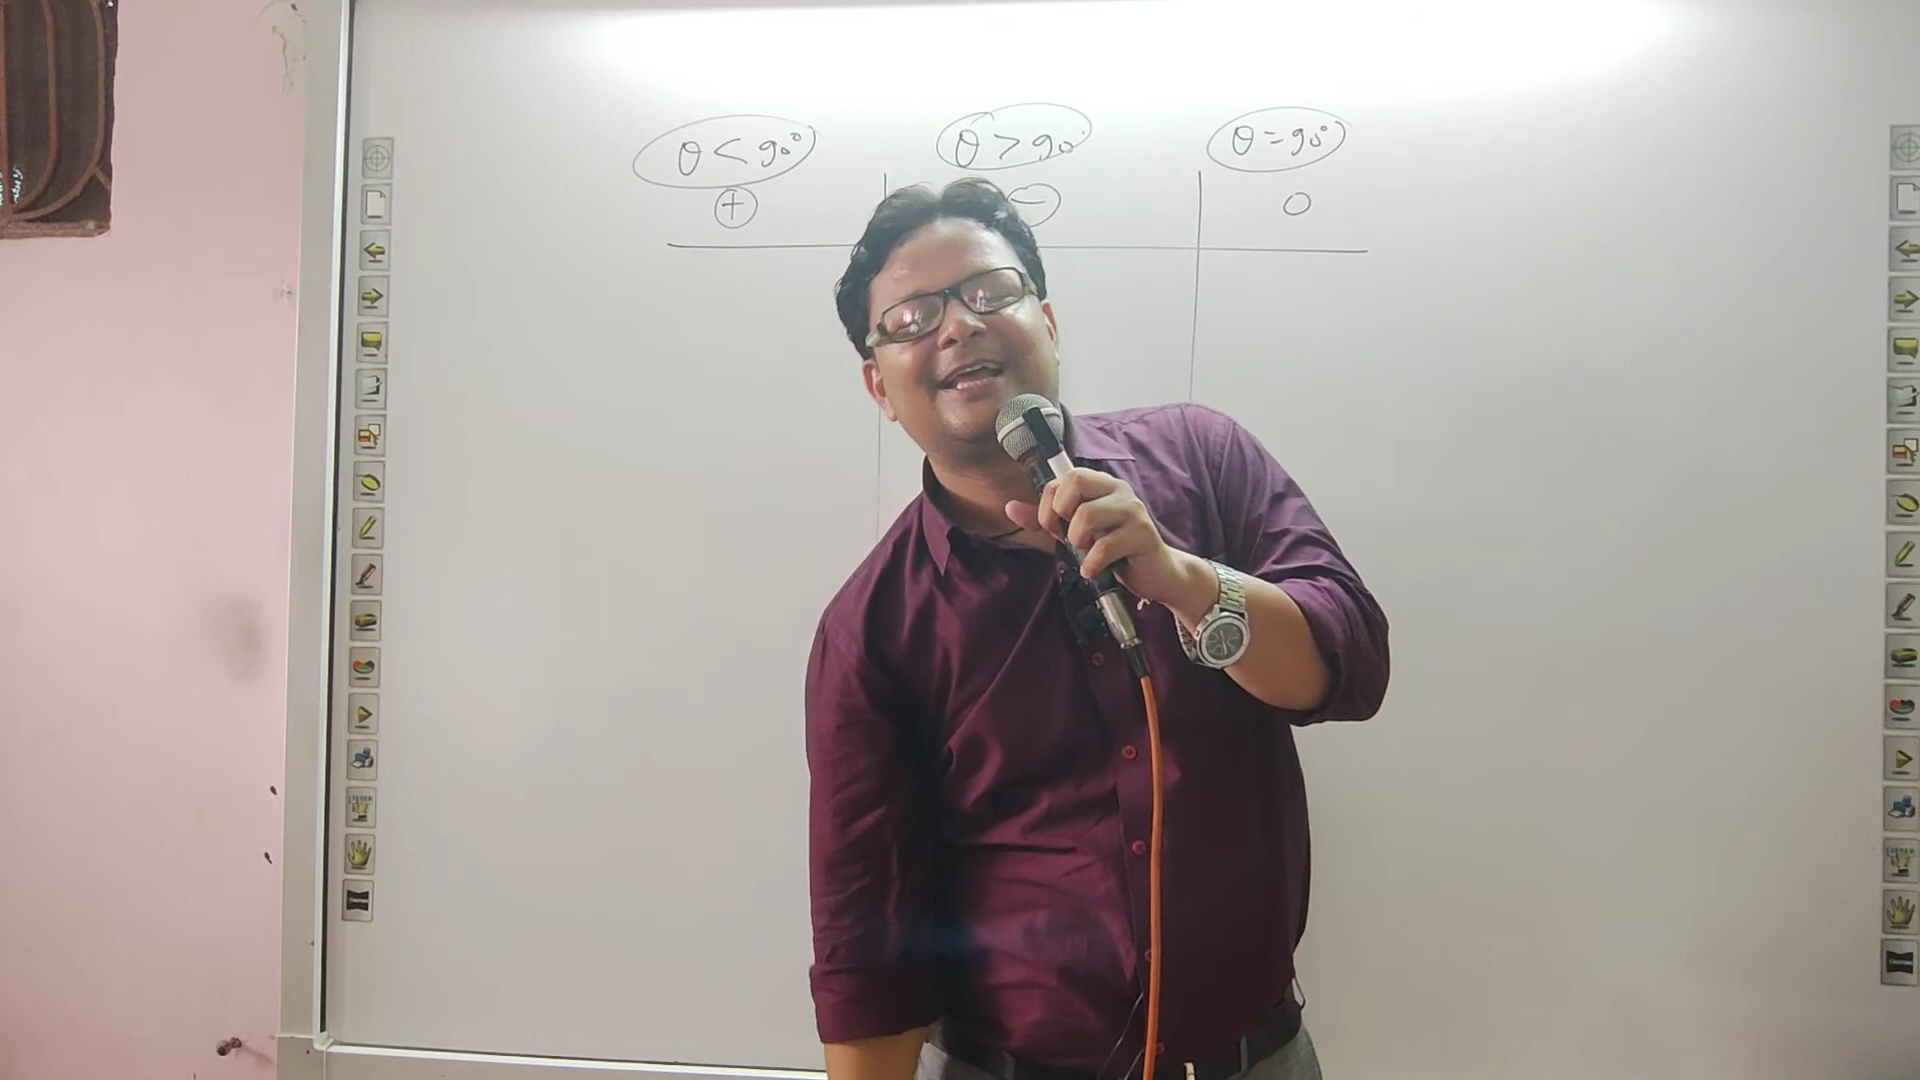 θ < 90° θ > 90° θ = 90°
+ - 0